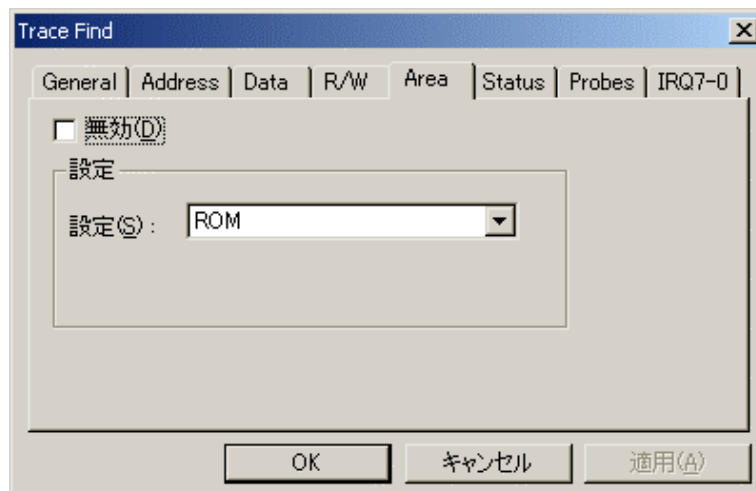 Trace Find
General Address Data R/W Area Status Probes IRQ7-0
無効(D)
設定
設定(S): ROM
OK キャンセル 適用(A)